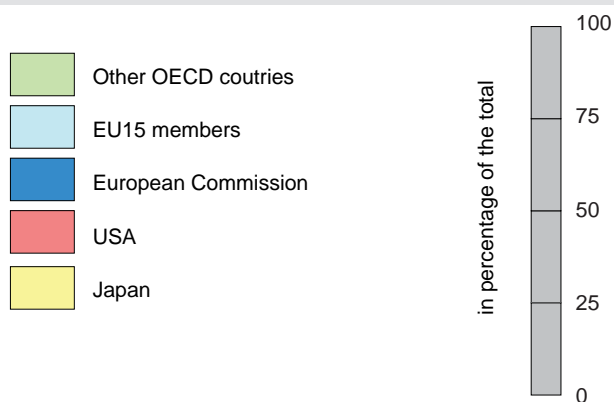 Other OECD coutries
EU15 members
European Commission
USA
Japan
in percentage of the total
100
75
50
25
0